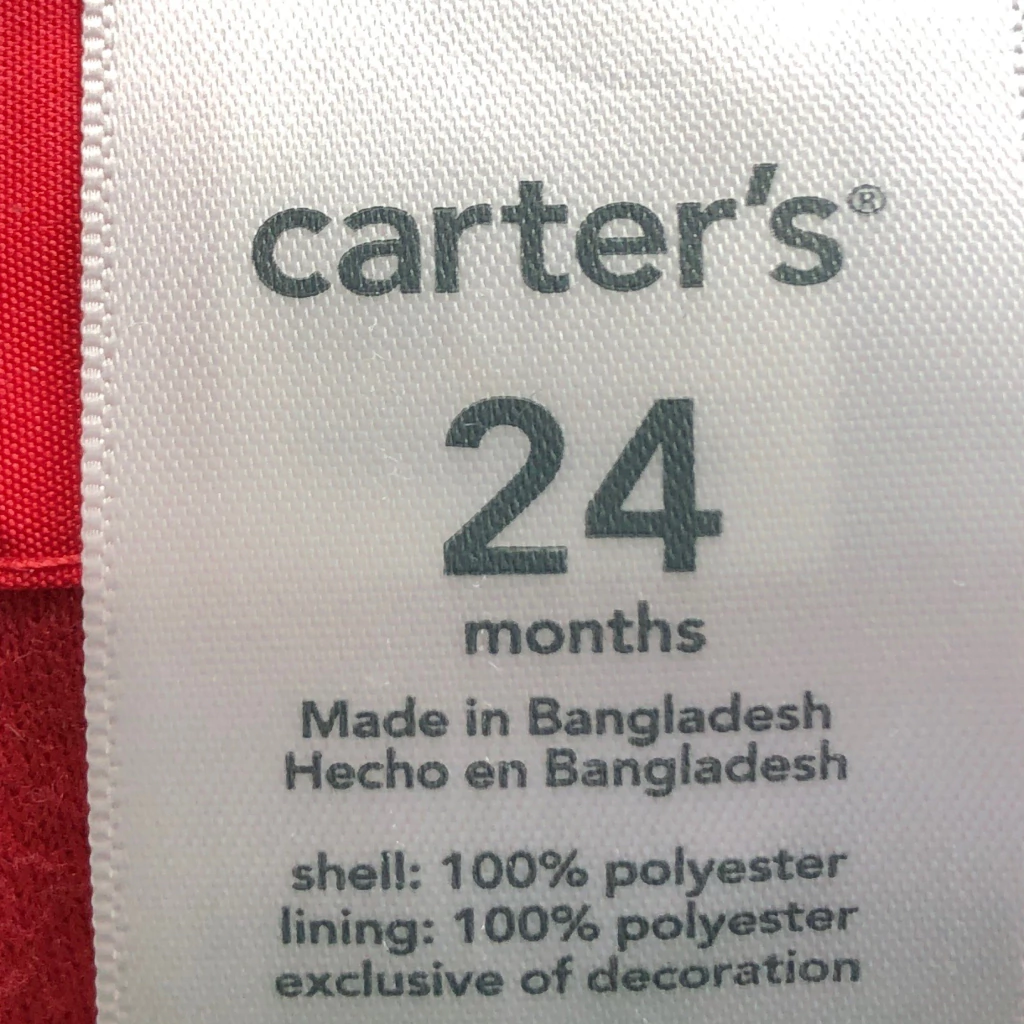 carter's®
24
months
Made in Bangladesh
Hecho en Bangladesh
shell: 100% polyester
lining: 100% polyester
exclusive of decoration